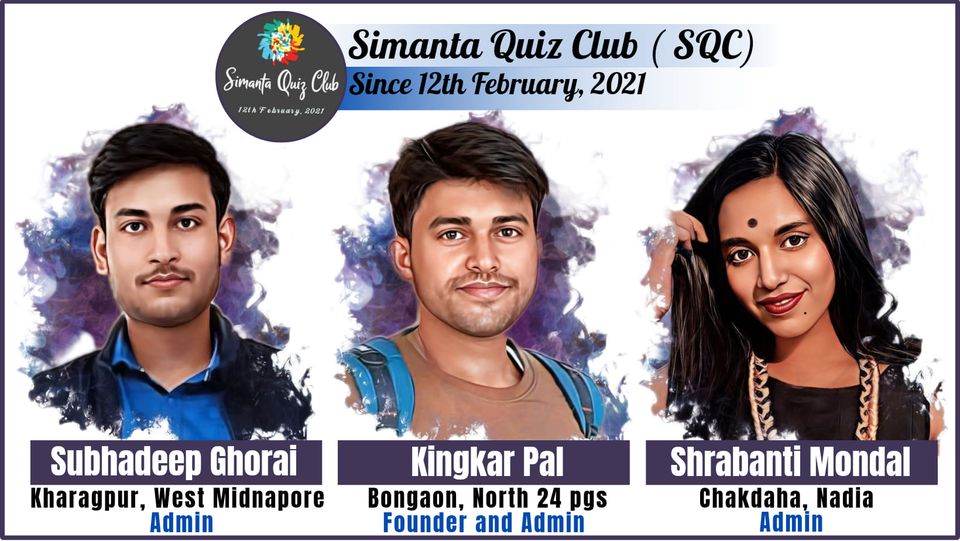 Simanta Quiz Club
12th February, 2021
Simanta Quiz Club ( SQC)
Since 12th February, 2021
Subhadeep Ghorai
Kharagpur, West Midnapore
Admin
Kingkar Pal
Bongaon, North 24 pgs
Founder and Admin
Shrabanti Mondal
Chakdaha, Nadia
Admin